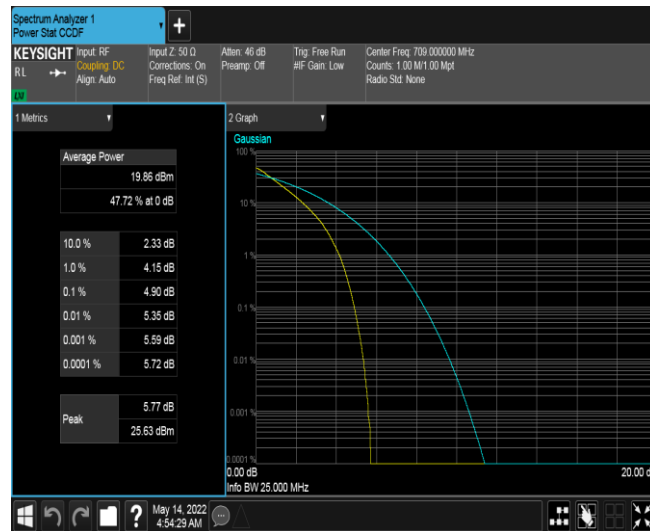 Spectrum Analyzer 1
Power Stat CCDF
+
KEYSIGHT
RL
Input: RF
Coupling: DC
Align: Auto
Input Z: 50 Ω
Corrections: On
Freq Ref: Int (S)
Atten: 46 dB
Preamp: Off
Trig: Free Run
#IF Gain: Low
Center Freq: 709.000000 MHz
Counts: 1.00 M/1.00 Mpt
Radio Std: None
1 Metrics
Average Power
19.86 dBm
47.72 % at 0 dB
10.0 % 2.33 dB
1.0 % 4.15 dB
0.1 % 4.90 dB
0.01 % 5.35 dB
0.001 % 5.59 dB
0.0001 % 5.72 dB
Peak
5.77 dB
25.63 dBm
2 Graph
Gaussian
100 %
10 %
1 %
0.1 %
0.01 %
0.001 %
0.0001 %
0.00 dB
20.00 d
Info BW 25.000 MHz
?
May 14, 2022
4:54:29 AM